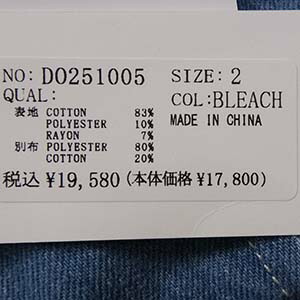 NO: DO251005 SIZE: 2
QUAL: COL:BLEACH
表地 COTTON 83% MADE IN CHINA
POLYESTER 10%
RAYON 7%
別布 POLYESTER 80%
COTTON 20%
税込 ¥19,580 (本体価格 ¥17,800)